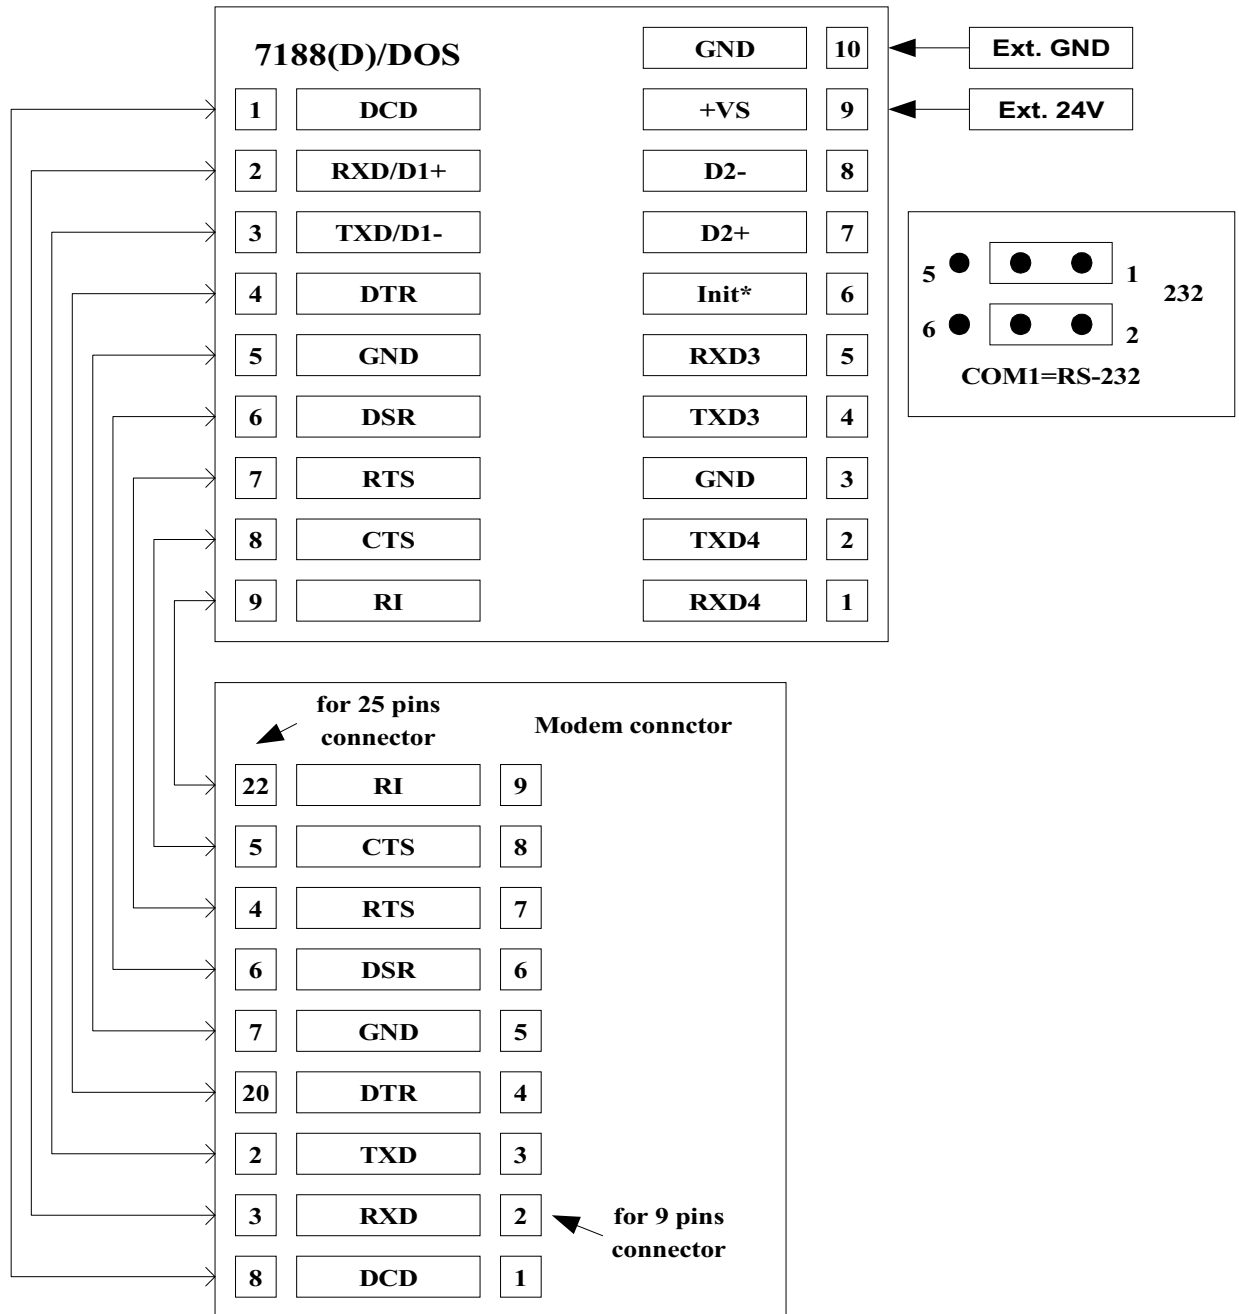 7188(D)/DOS
GND 10 Ext. GND
1 DCD +VS 9 Ext. 24V
2 RXD/D1+ D2- 8
3 TXD/D1- D2+ 7
4 DTR Init* 6
5 GND RXD3 5
6 DSR TXD3 4
7 RTS GND 3
8 CTS TXD4 2
9 RI RXD4 1
5 1
232
6 2
COM1=RS-232
for 25 pins
connector
Modem connctor
22 RI 9
5 CTS 8
4 RTS 7
6 DSR 6
7 GND 5
20 DTR 4
2 TXD 3
3 RXD 2
for 9 pins
connector
8 DCD 1